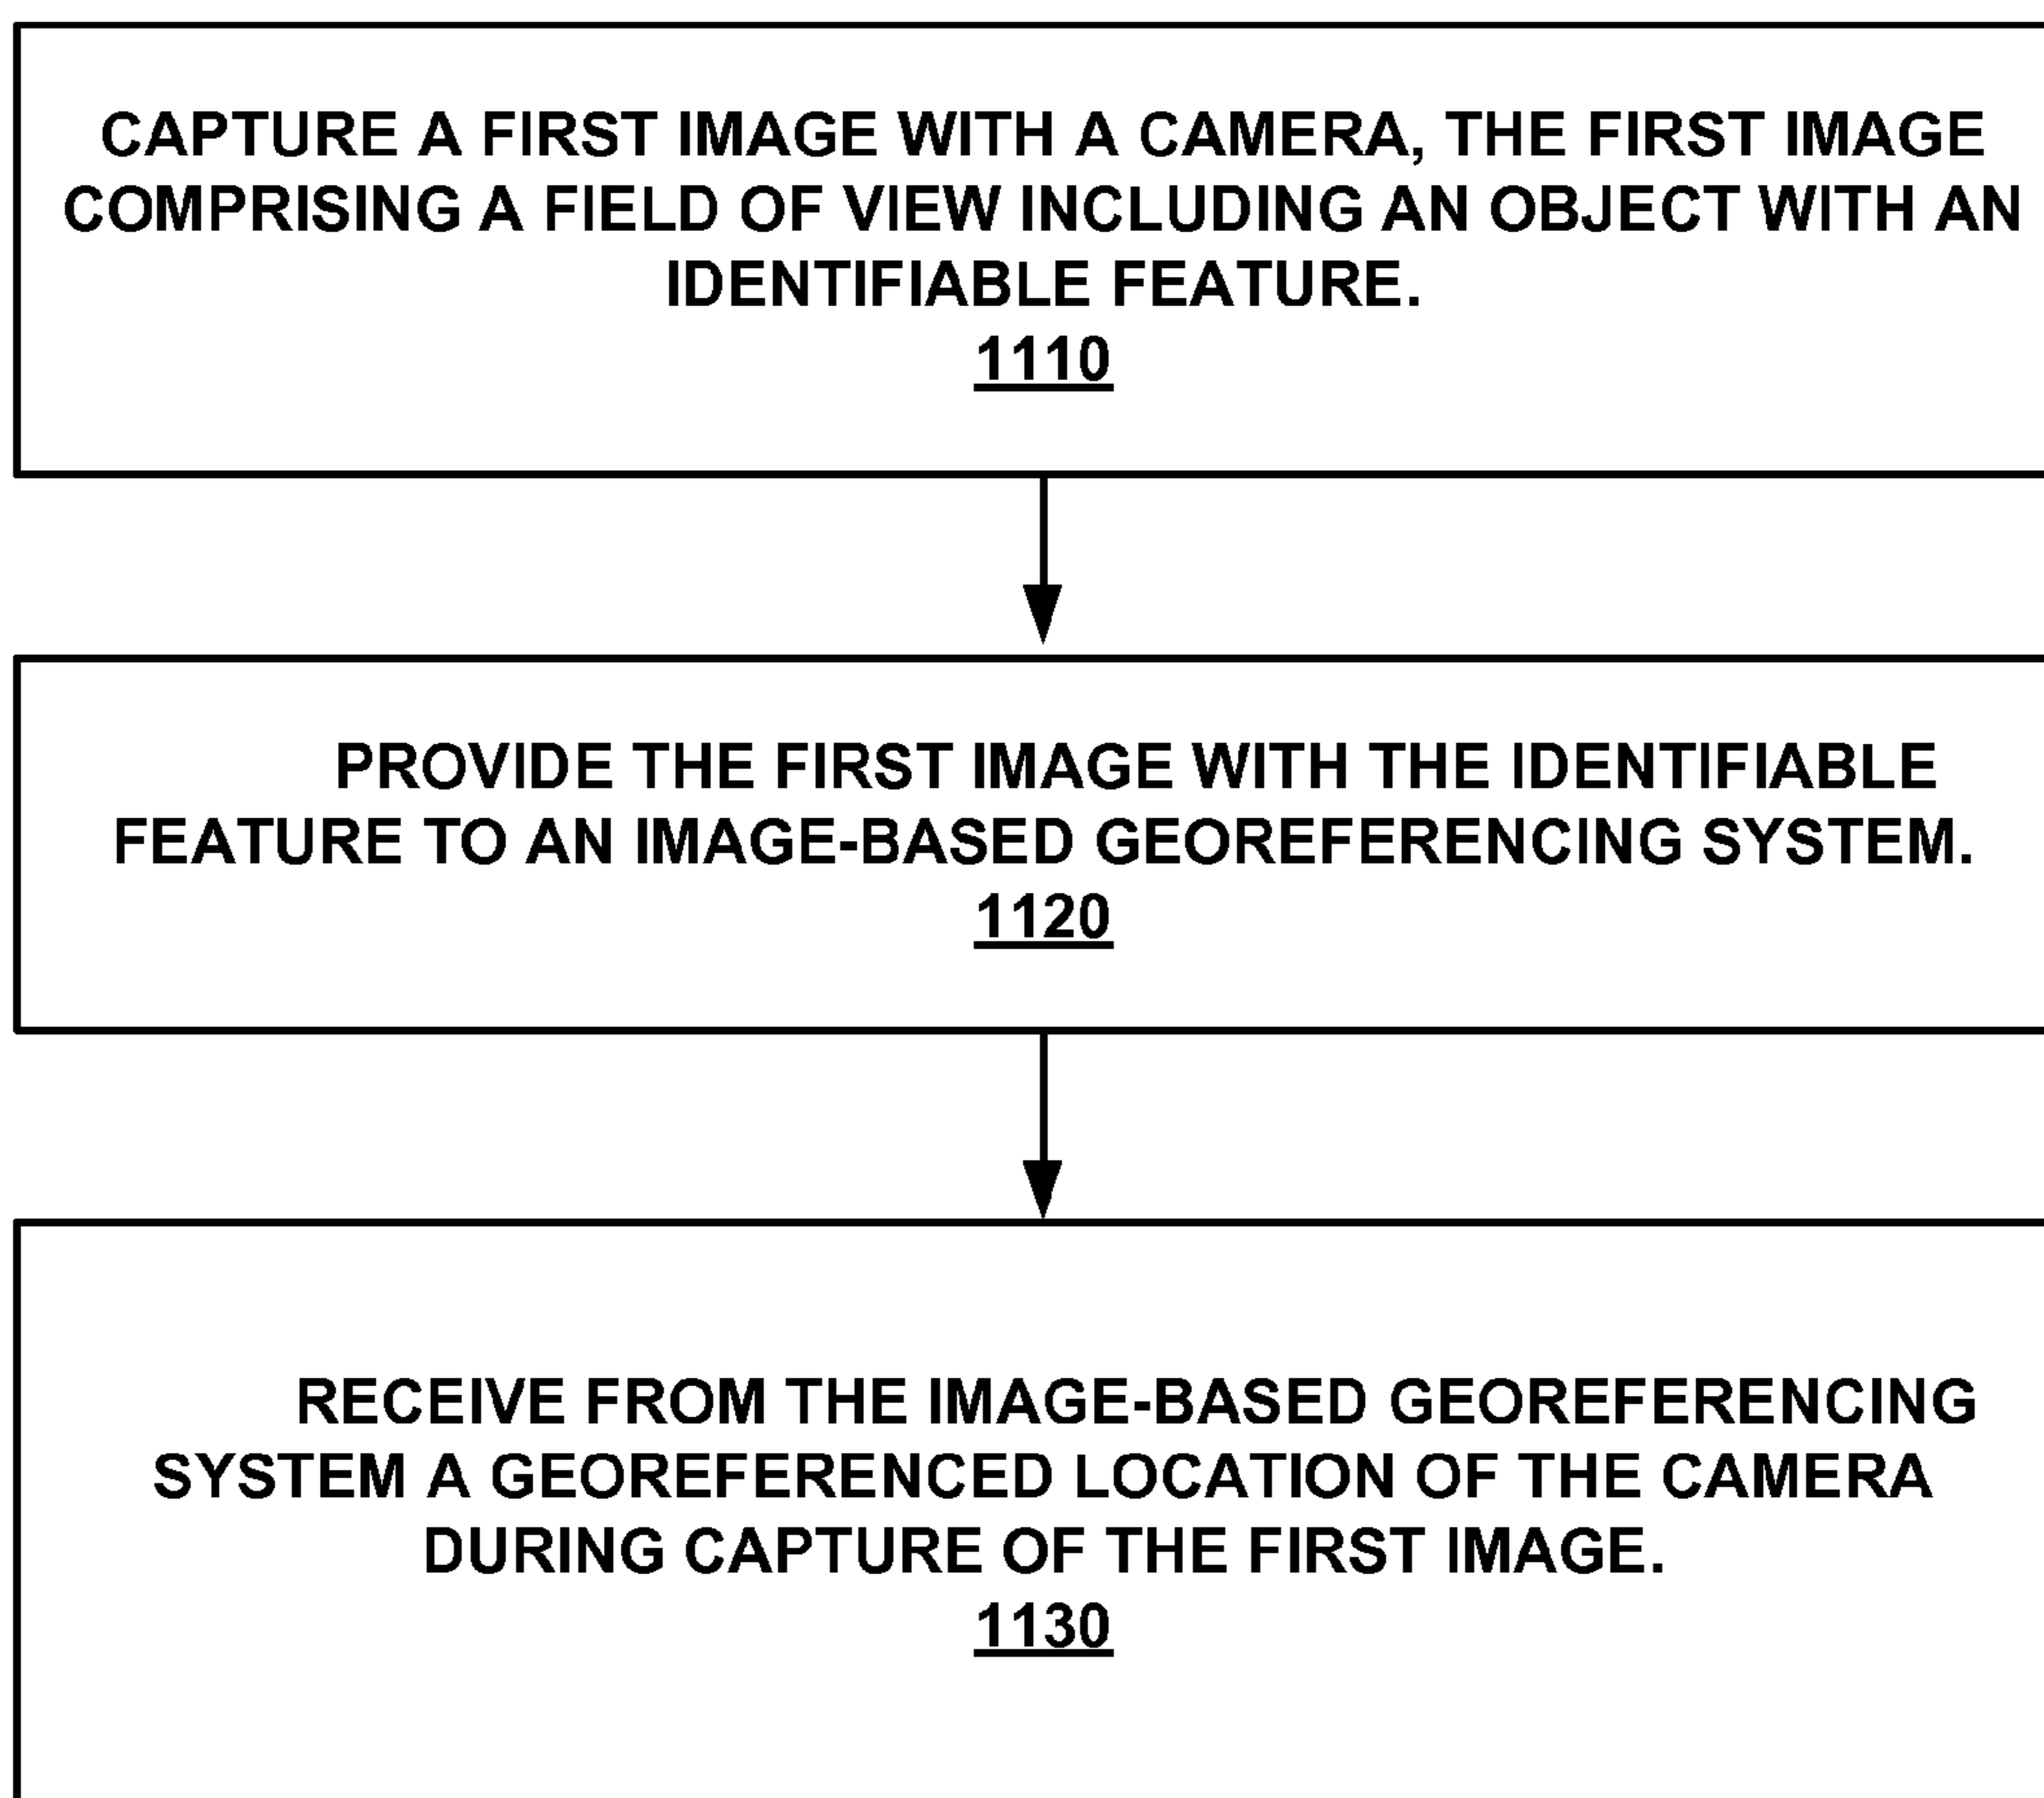 CAPTURE A FIRST IMAGE WITH A CAMERA, THE FIRST IMAGE
COMPRISING A FIELD OF VIEW INCLUDING AN OBJECT WITH AN
IDENTIFIABLE FEATURE.
1110
PROVIDE THE FIRST IMAGE WITH THE IDENTIFIABLE
FEATURE TO AN IMAGE-BASED GEOREFERENCING SYSTEM.
1120
RECEIVE FROM THE IMAGE-BASED GEOREFERENCING
SYSTEM A GEOREFERENCED LOCATION OF THE CAMERA
DURING CAPTURE OF THE FIRST IMAGE.
1130